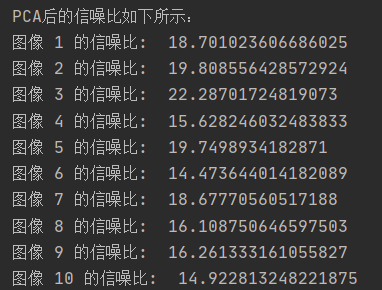 PCA后的信噪比如下所示：
图像 1 的信噪比: 18.701023606686025
图像 2 的信噪比: 19.808556428572924
图像 3 的信噪比: 22.28701724819073
图像 4 的信噪比: 15.628246032483833
图像 5 的信噪比: 19.7498934182871
图像 6 的信噪比: 14.473644014182089
图像 7 的信噪比: 18.67770560517188
图像 8 的信噪比: 16.108750646597503
图像 9 的信噪比: 16.261333161055827
图像 10 的信噪比: 14.922813248221875